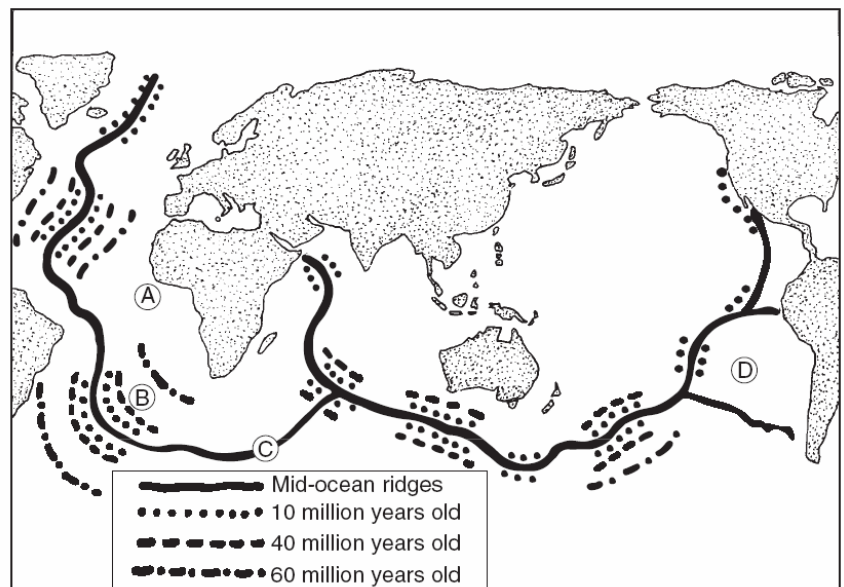 A
B
C
D
Mid-ocean ridges
10 million years old
40 million years old
60 million years old